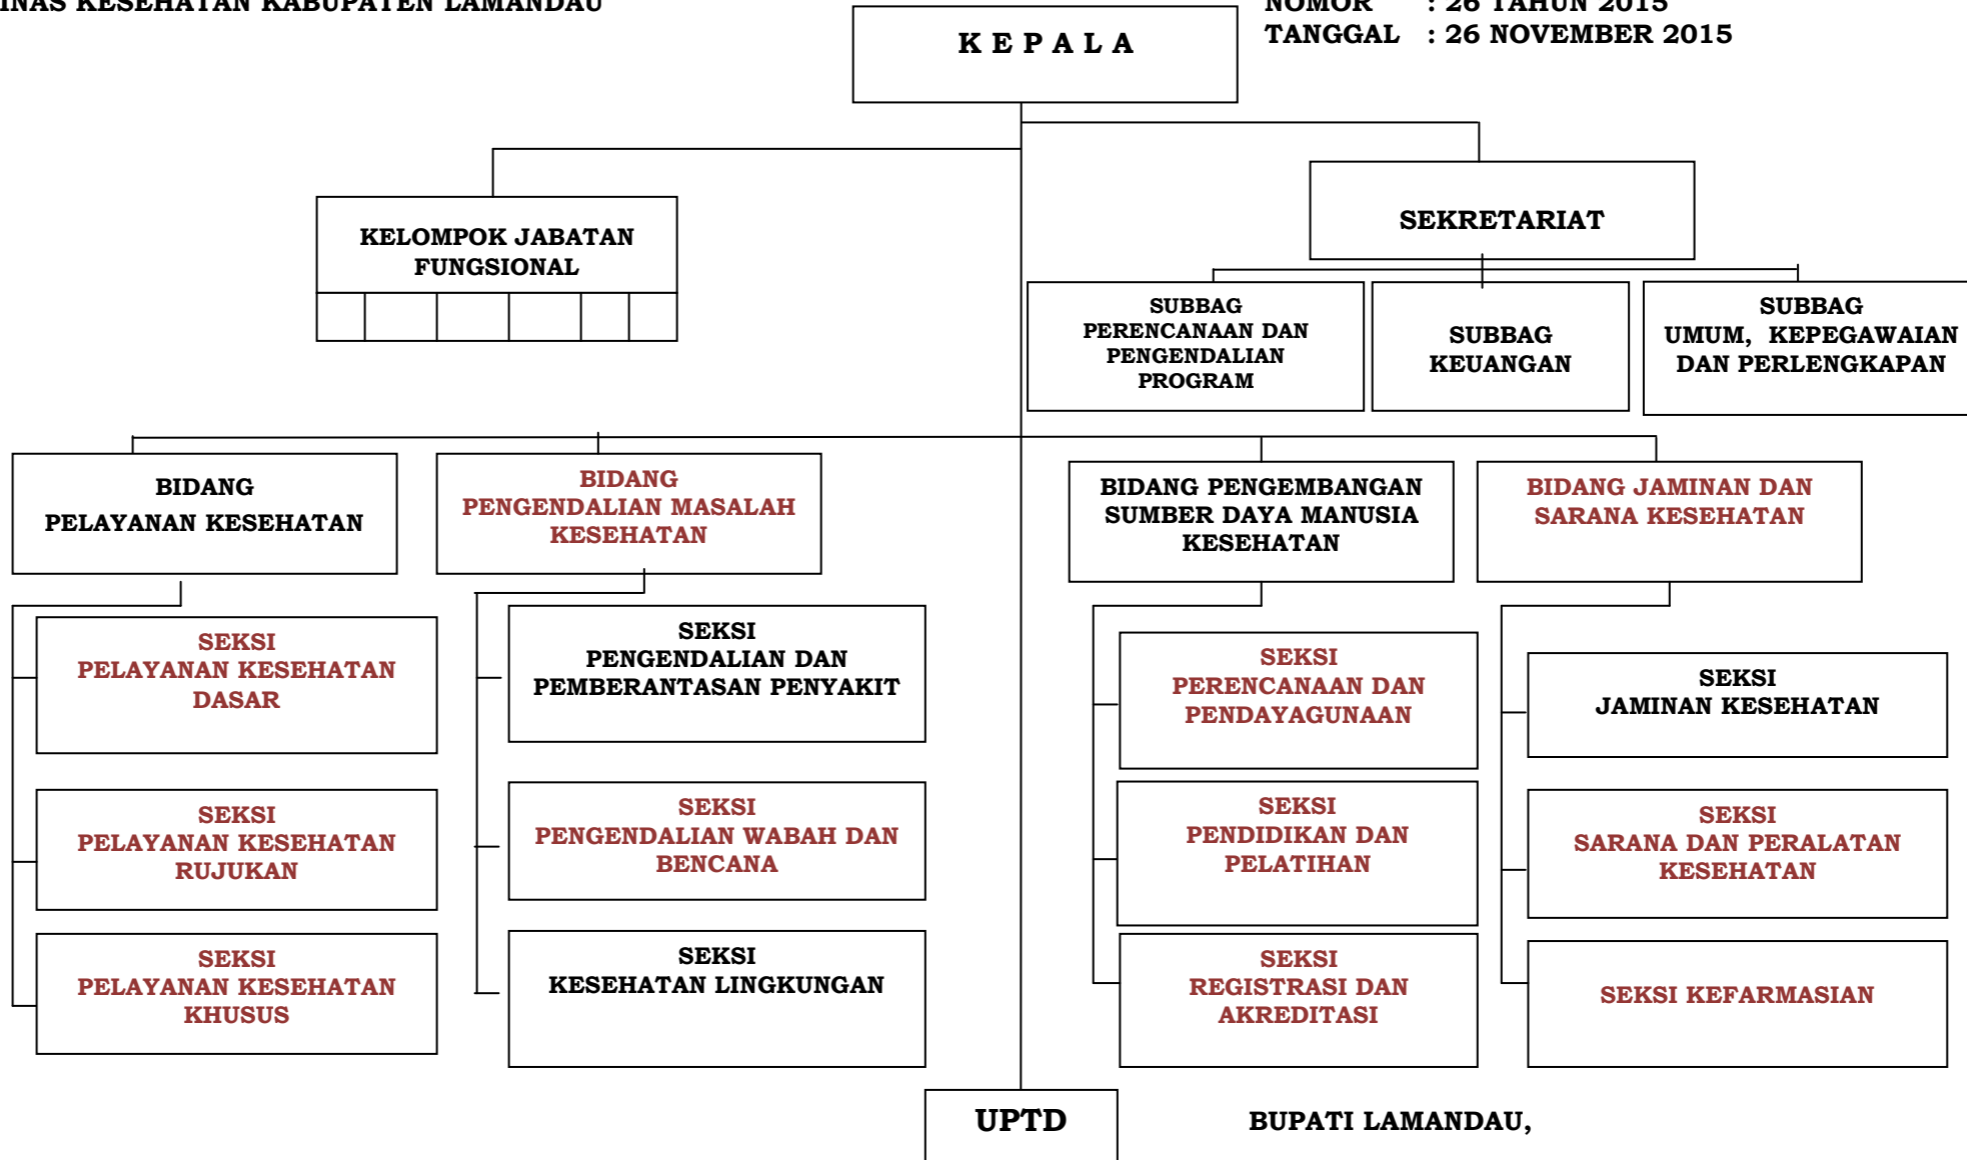 INAS KESEHATAN KABUPATEN LAMANDAU
NOMOR : 26 TAHUN 2015
TANGGAL : 26 NOVEMBER 2015
K E P A L A
SEKRETARIAT
KELOMPOK JABATAN
FUNGSIONAL
SUBBAG
PERENCANAAN DAN
PENGENDALIAN
PROGRAM
SUBBAG
KEUANGAN
SUBBAG
UMUM, KEPEGAWAIAN
DAN PERLENGKAPAN
BIDANG
PELAYANAN KESEHATAN
BIDANG
PENGENDALIAN MASALAH
KESEHATAN
BIDANG PENGEMBANGAN
SUMBER DAYA MANUSIA
KESEHATAN
BIDANG JAMINAN DAN
SARANA KESEHATAN
SEKSI
PELAYANAN KESEHATAN
DASAR
SEKSI
PENGENDALIAN DAN
PEMBERANTASAN PENYAKIT
SEKSI
PERENCANAAN DAN
PENDAYAGUNAAN
SEKSI
JAMINAN KESEHATAN
SEKSI
PELAYANAN KESEHATAN
RUJUKAN
SEKSI
PENGENDALIAN WABAH DAN
BENCANA
SEKSI
PENDIDIKAN DAN
PELATIHAN
SEKSI
SARANA DAN PERALATAN
KESEHATAN
SEKSI
PELAYANAN KESEHATAN
KHUSUS
SEKSI
KESEHATAN LINGKUNGAN
SEKSI
REGISTRASI DAN
AKREDITASI
SEKSI KEFARMASIAN
UPTD
BUPATI LAMANDAU,